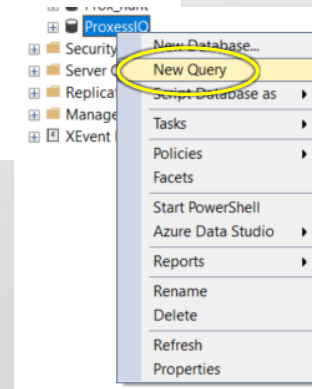 ProxessIO
Security
Server O
Replica
Manage
XEvent
New Database...
New Query
Script Database as
Tasks
Policies
Facets
Start PowerShell
Azure Data Studio
Reports
Rename
Delete
Refresh
Properties